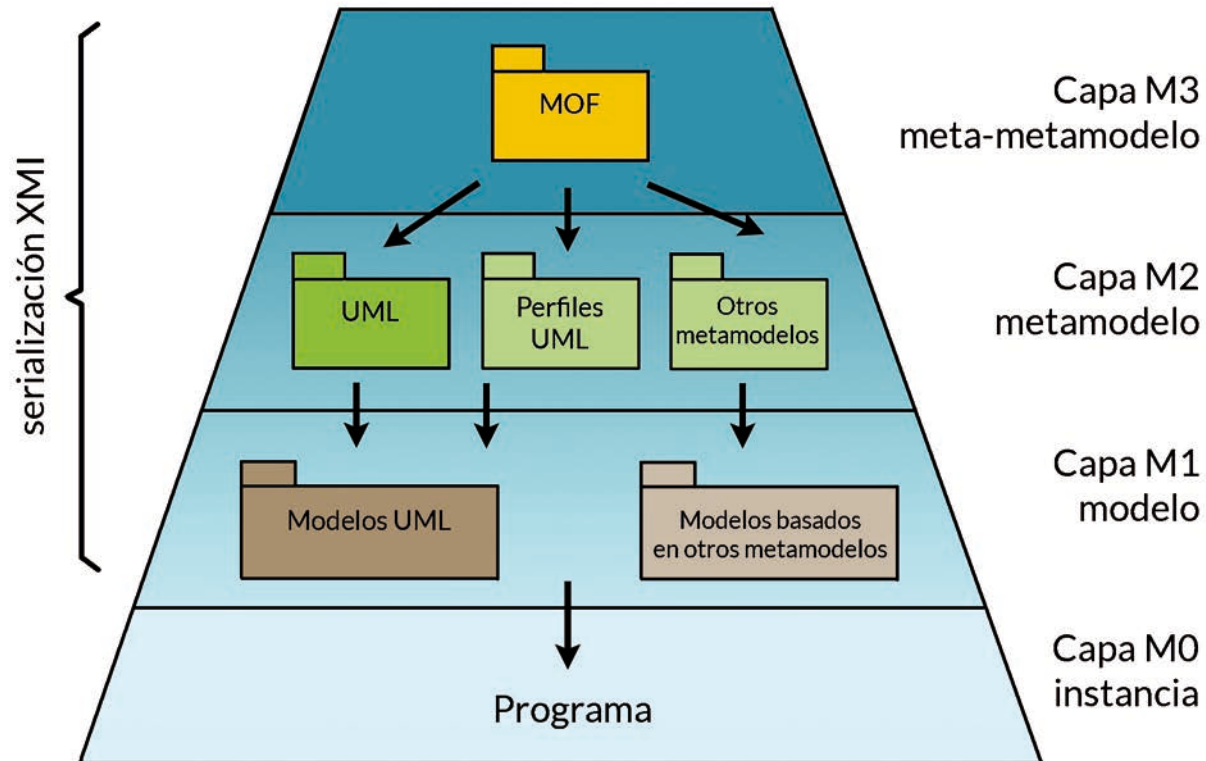 serialización XMI
MOF
Capa M3
meta-metamodelo
UML
Perfiles
UML
Otros
metamodelos
Capa M2
metamodelo
Modelos UML
Modelos basados
en otros metamodelos
Capa M1
modelo
Programa
Capa M0
instancia